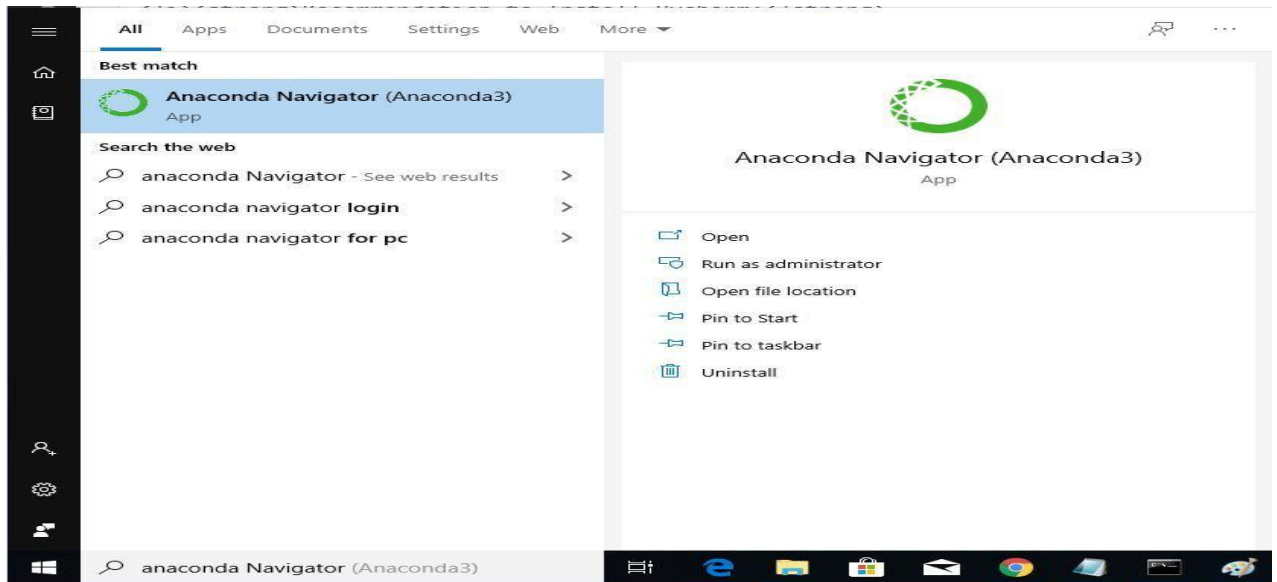 All Apps Documents Settings Web More
Best match
Anaconda Navigator (Anaconda3)
App
Search the web
anaconda Navigator - See web results
anaconda navigator login
anaconda navigator for pc
Anaconda Navigator (Anaconda3)
App
Open
Run as administrator
Open file location
Pin to Start
Pin to taskbar
Uninstall
anaconda Navigator (Anaconda3)